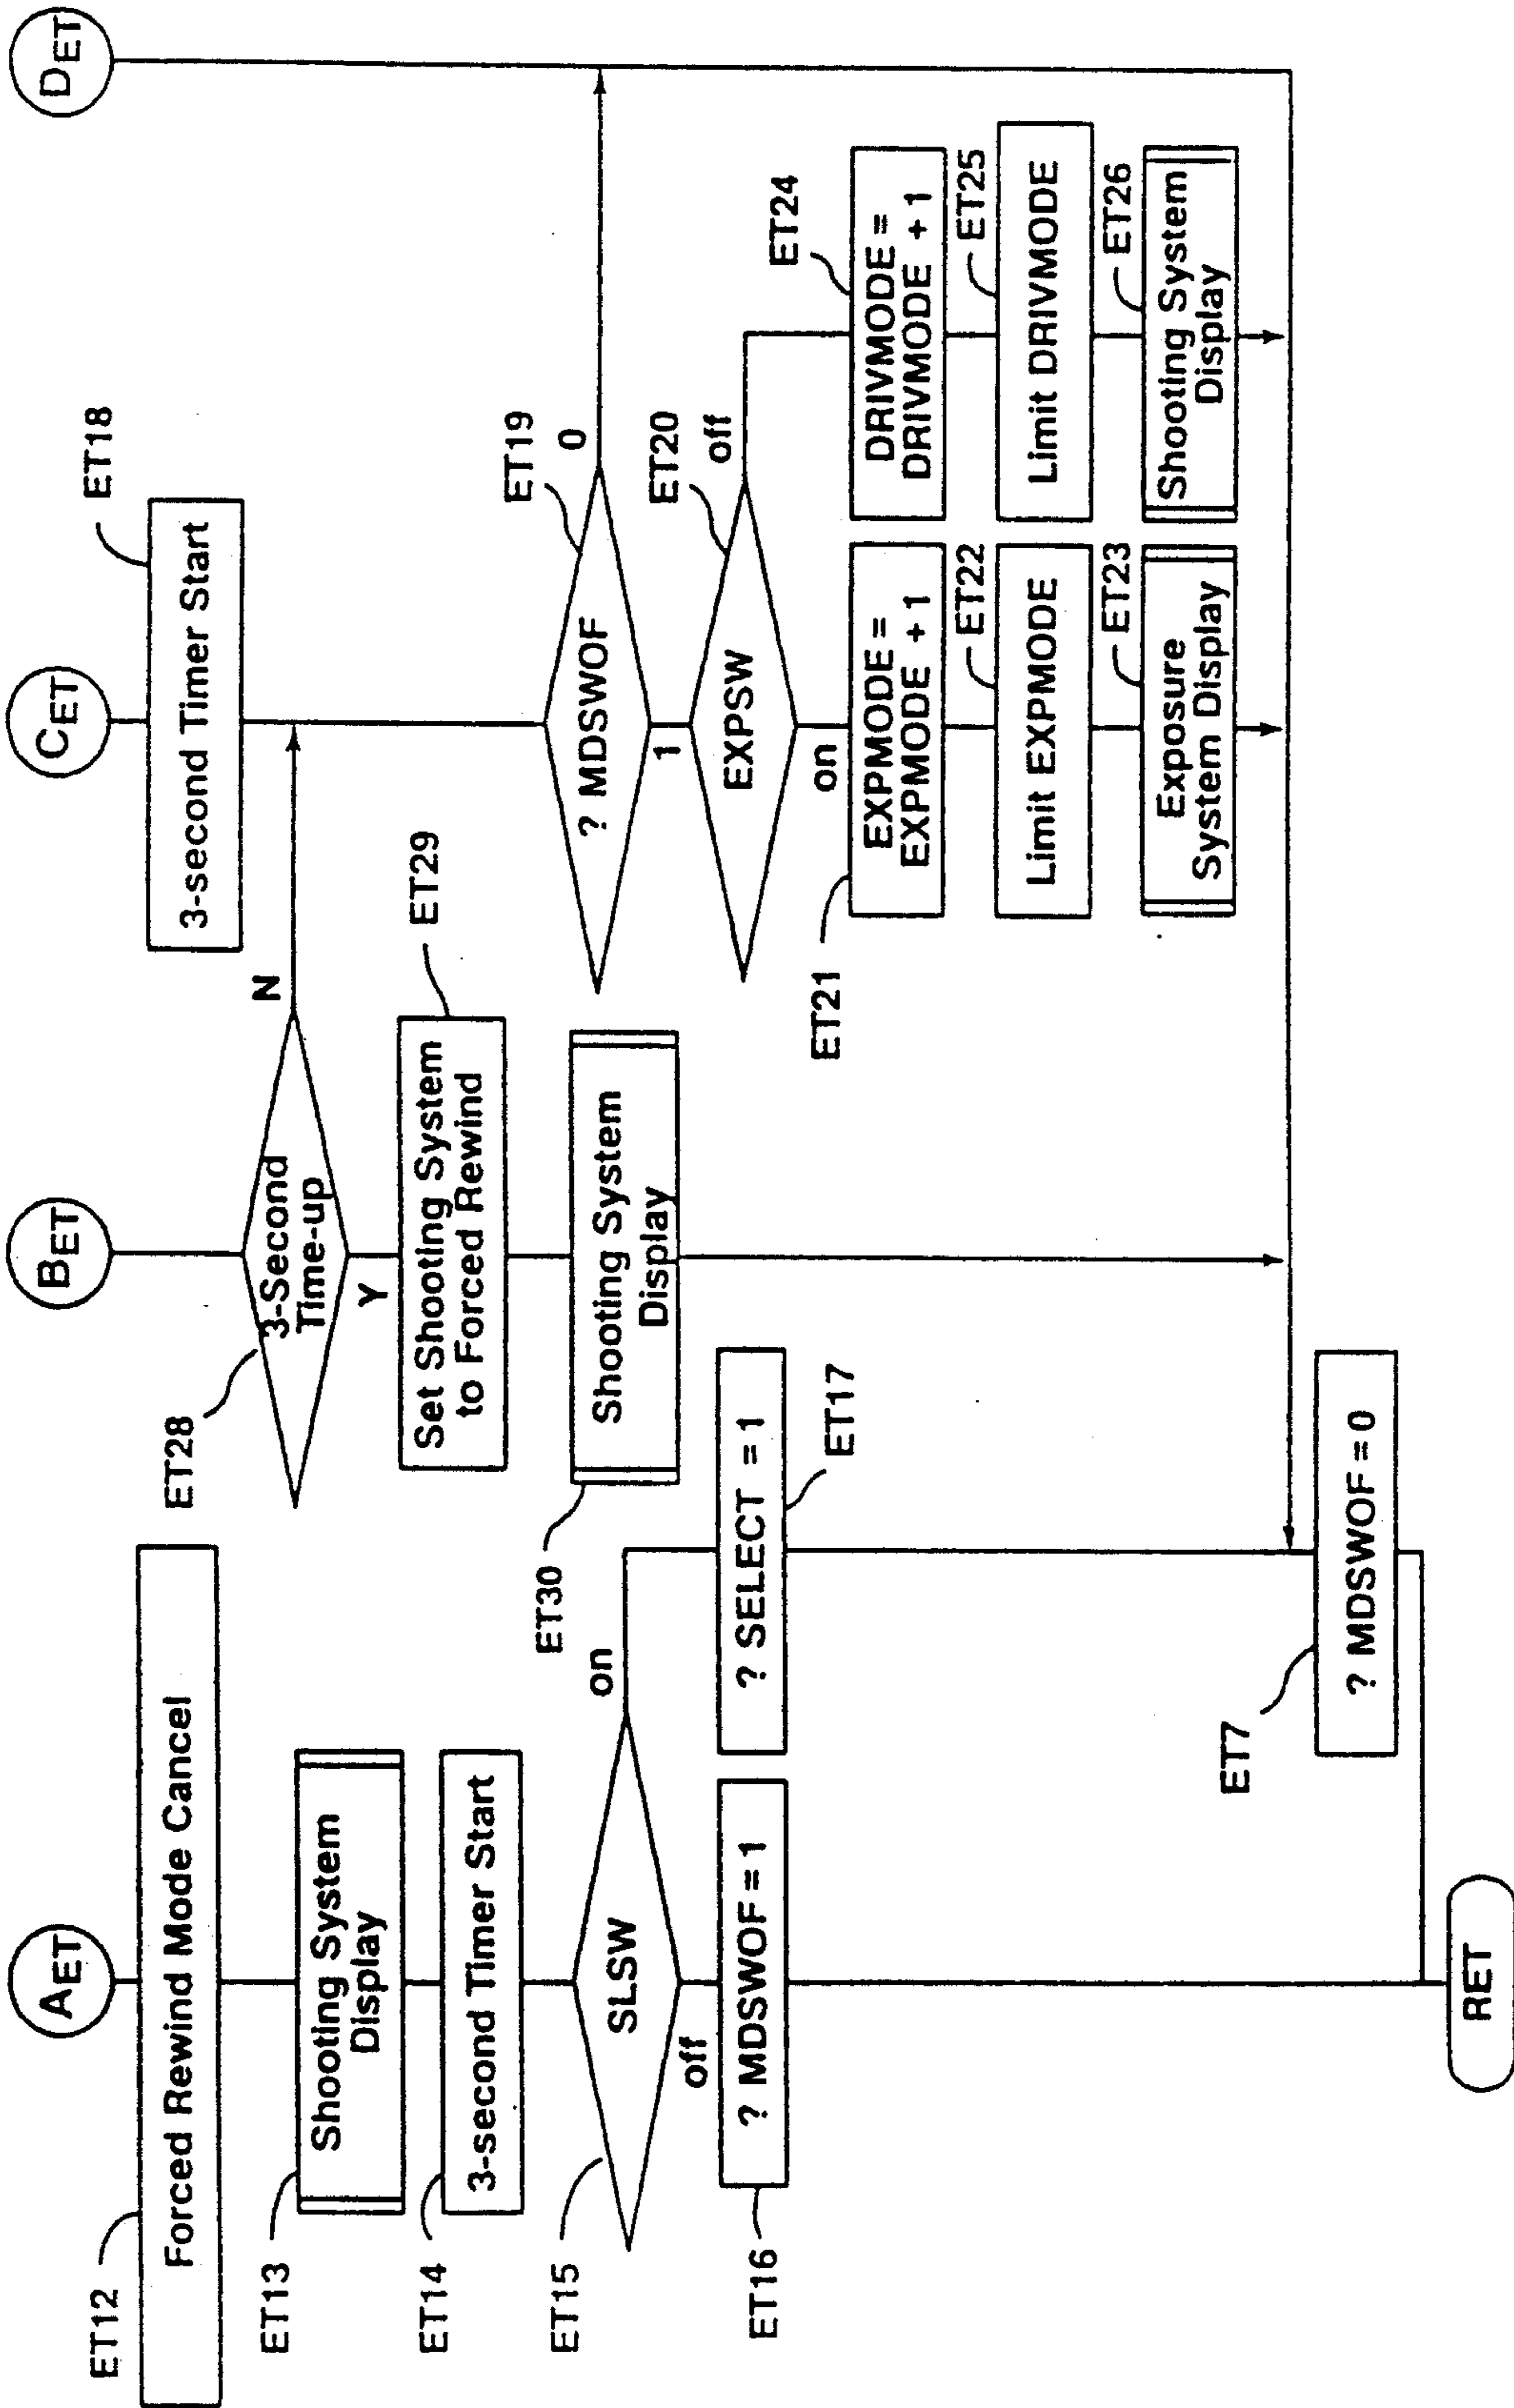 AET
ET12
Forced Rewind Mode Cancel
ET13
Shooting System
Display
ET14
3-second Timer Start
ET15
SLSW
on
off
ET16
? MDSWOF = 1
? SELECT = 1
ET17
ET7
? MDSWOF = 0
RET
BET
ET28
3-Second
Time-up
N
Y
ET29
Set Shooting System
to Forced Rewind
ET30
Shooting System
Display
CET
ET18
3-second Timer Start
ET19
? MDSWOF
0
1
ET20
EXPSW
off
on
ET21
EXPMODE =
EXPMODE + 1
ET22
Limit EXPMODE
ET23
Exposure
System Display
ET24
DRIVMODE =
DRIVMODE + 1
ET25
Limit DRIVMODE
ET26
Shooting System
Display
DET